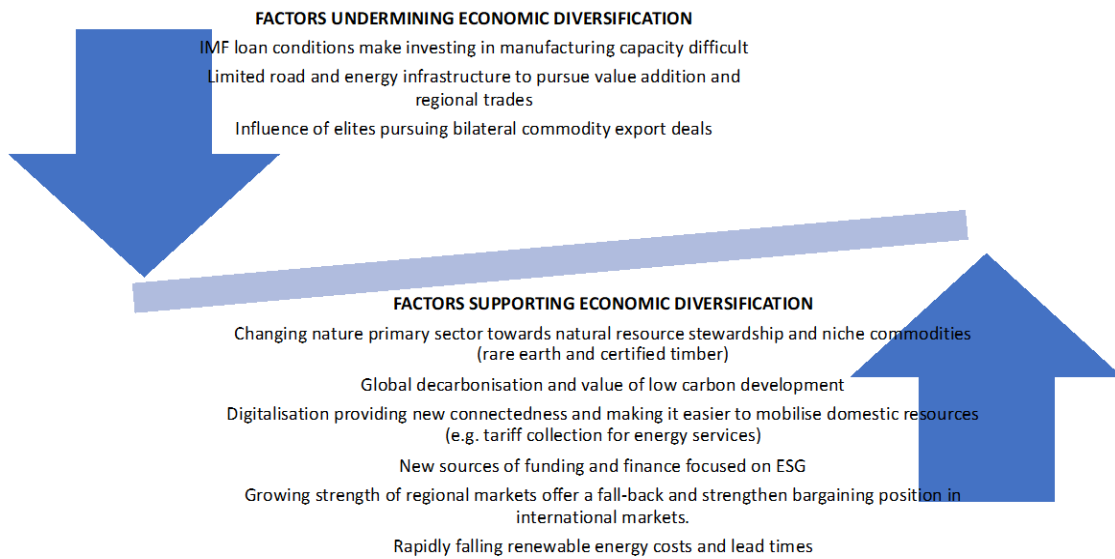 FACTORS UNDERMINING ECONOMIC DIVERSIFICATION
IMF loan conditions make investing in manufacturing capacity difficult
Limited road and energy infrastructure to pursue value addition and
regional trades
Influence of elites pursuing bilateral commodity export deals
FACTORS SUPPORTING ECONOMIC DIVERSIFICATION
Changing nature primary sector towards natural resource stewardship and niche commodities
(rare earth and certified timber)
Global decarbonisation and value of low carbon development
Digitalisation providing new connectedness and making it easier to mobilise domestic resources
(e.g. tariff collection for energy services)
New sources of funding and finance focused on ESG
Growing strength of regional markets offer a fall-back and strengthen bargaining position in
international markets.
Rapidly falling renewable energy costs and lead times